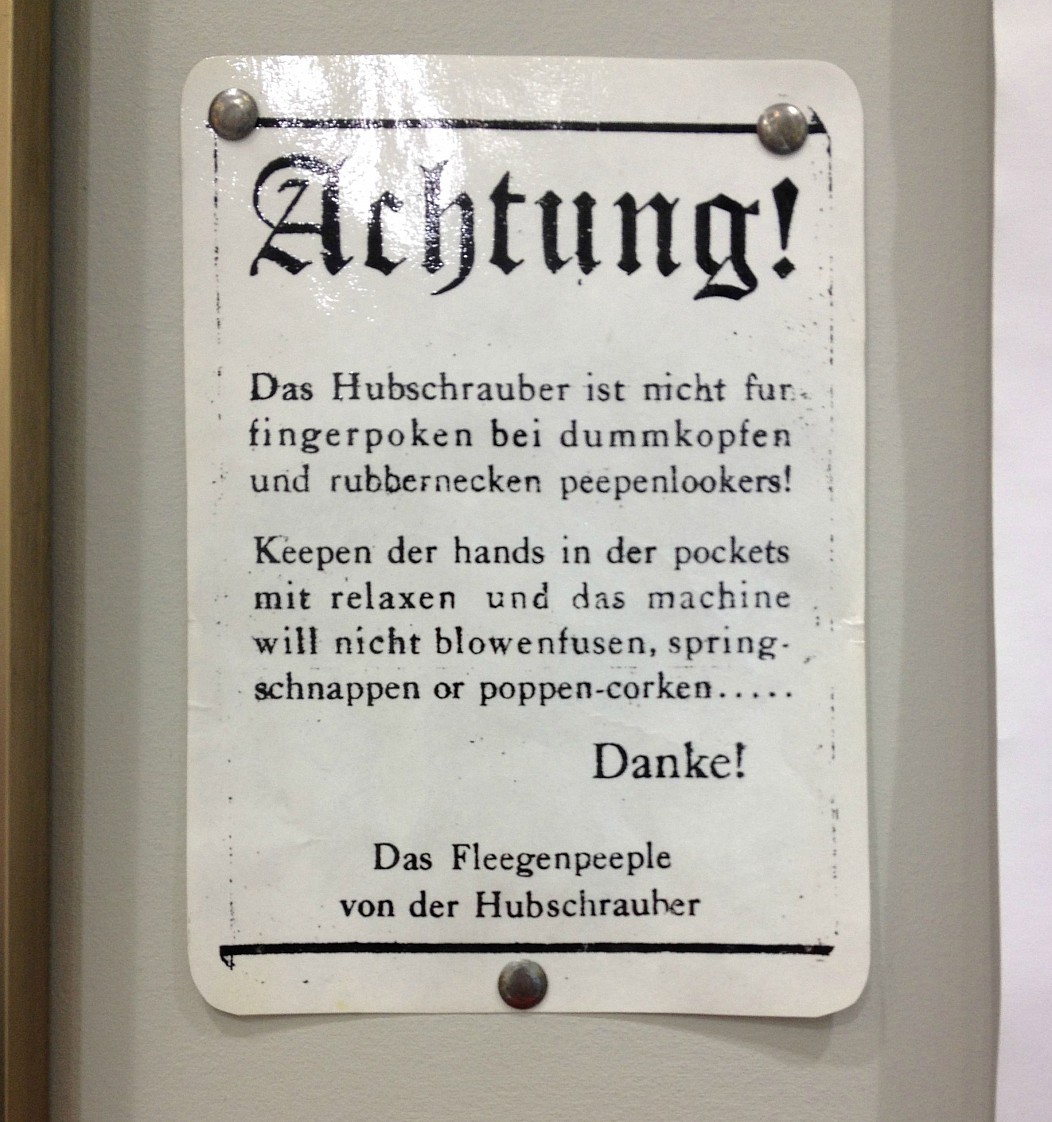 Achtung!
Das Hubschrauber ist nicht fur
fingerpoken bei dummkopfen
und rubbernecken peepenlookers!
Keepen der hands in der pockets
mit relaxen und das machine
will nicht blowenfusen, spring-
schnappen or poppen-corken.....
Danke!
Das Fleegenpeeple
von der Hubschrauber